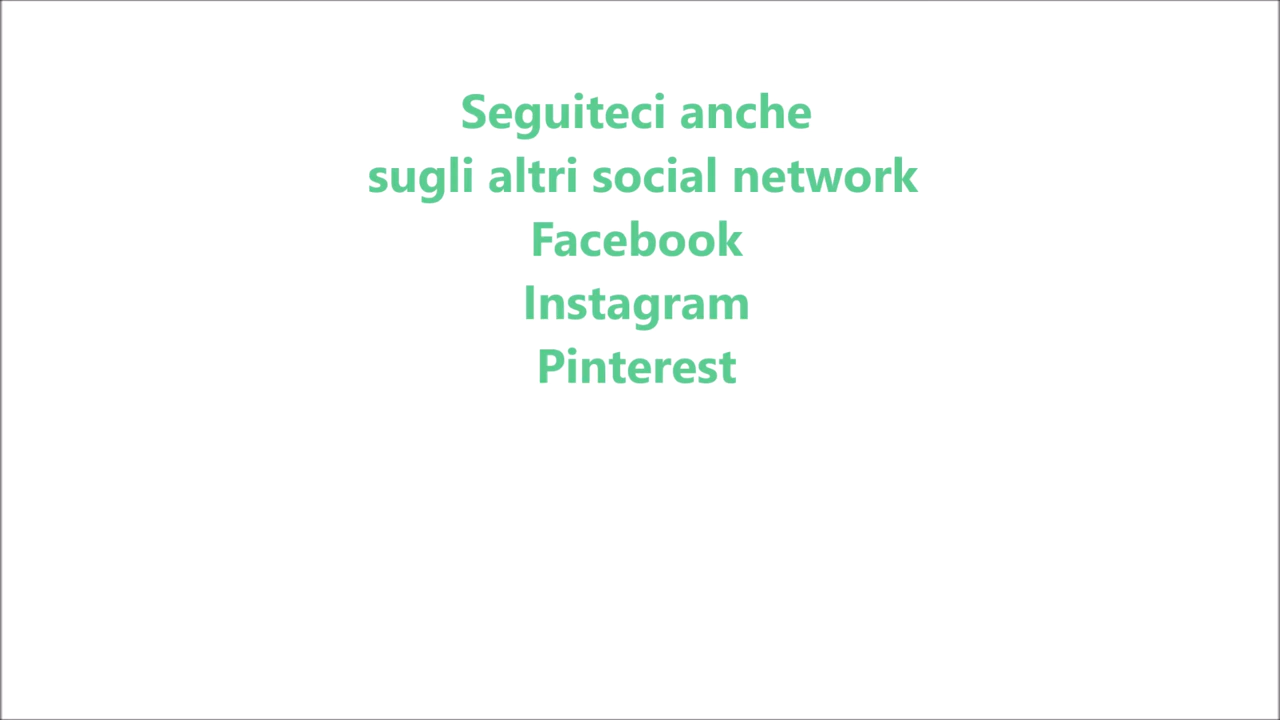 Seguiteci anche
sugli altri social network
Facebook
Instagram
Pinterest